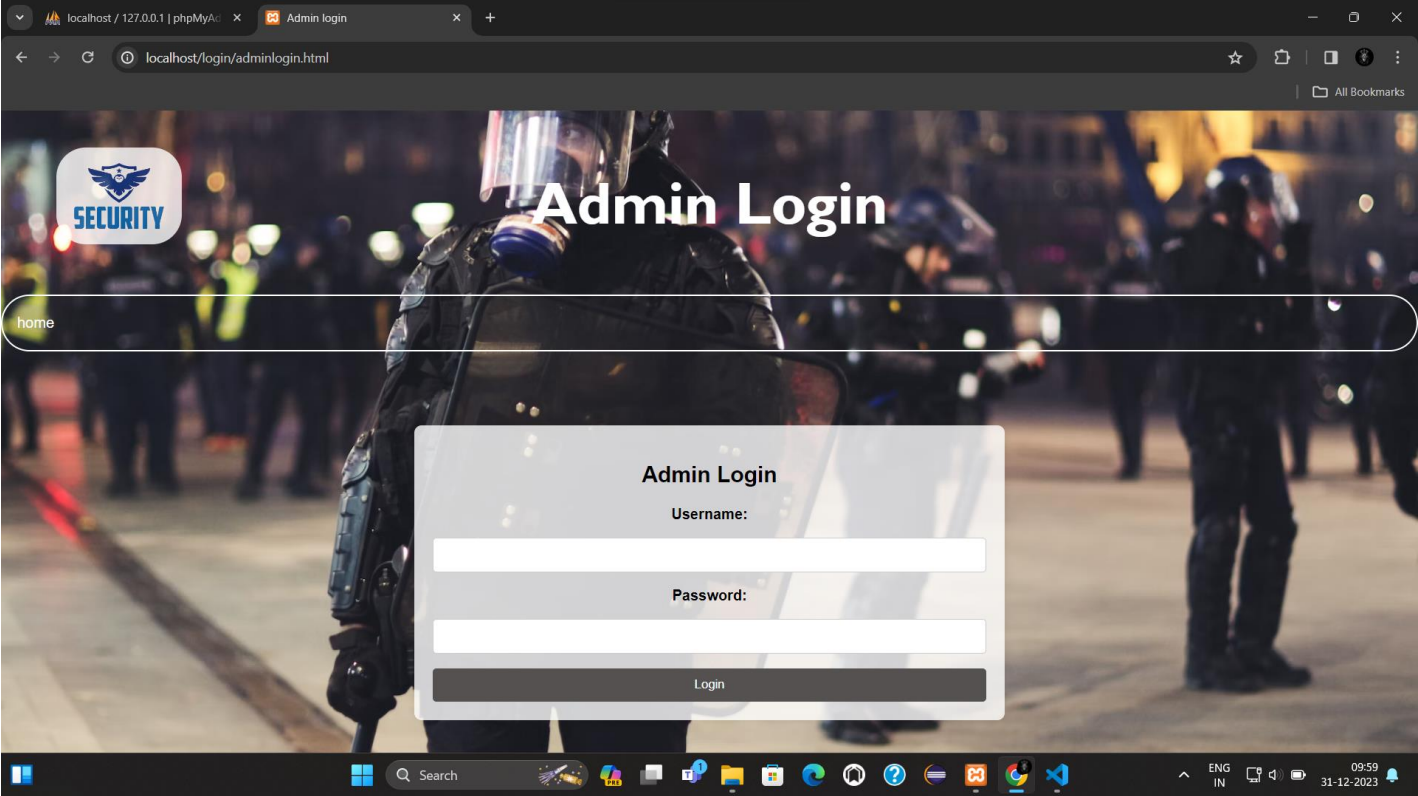 localhost / 127.0.0.1 | phpMyAd
Admin login
localhost/login/adminlogin.html
All Bookmarks
SECURITY
Admin Login
home
Admin Login
Username:
Password:
Login
Search
PRE
ENG
IN
09:59
31-12-2023